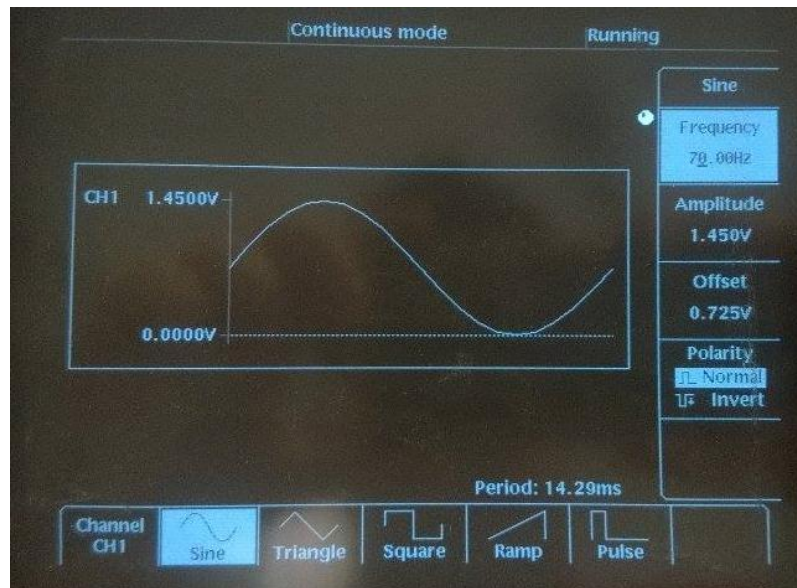 Continuous mode
Running
Sine
Frequency
70.00Hz
CH1 1.4500V
Amplitude
1.450V
Offset
0.725V
0.0000V
Polarity
Normal
Invert
Period: 14.29ms
Channel
CH1
Sine
Triangle
Square
Ramp
Pulse